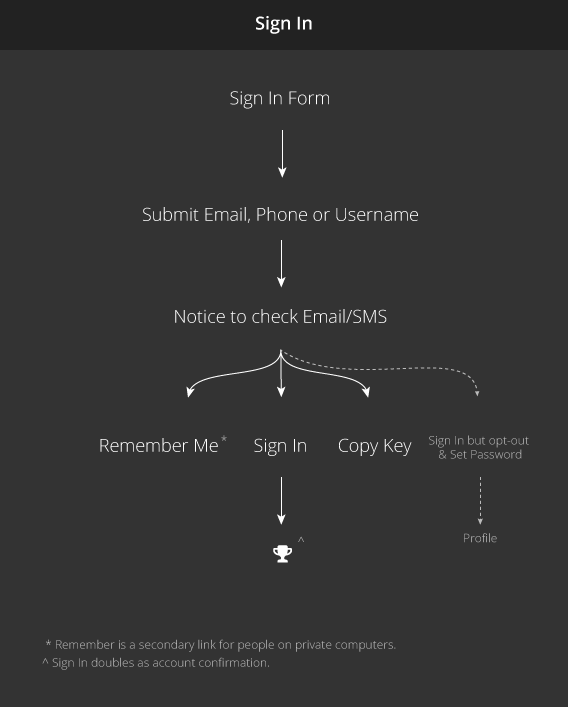 Sign In
Sign In Form
Submit Email, Phone or Username
Notice to check Email/SMS
Remember Me*
Sign In
Copy Key
Sign In but opt-out
& Set Password
^
Profile
* Remember is a secondary link for people on private computers.
^ Sign In doubles as account confirmation.